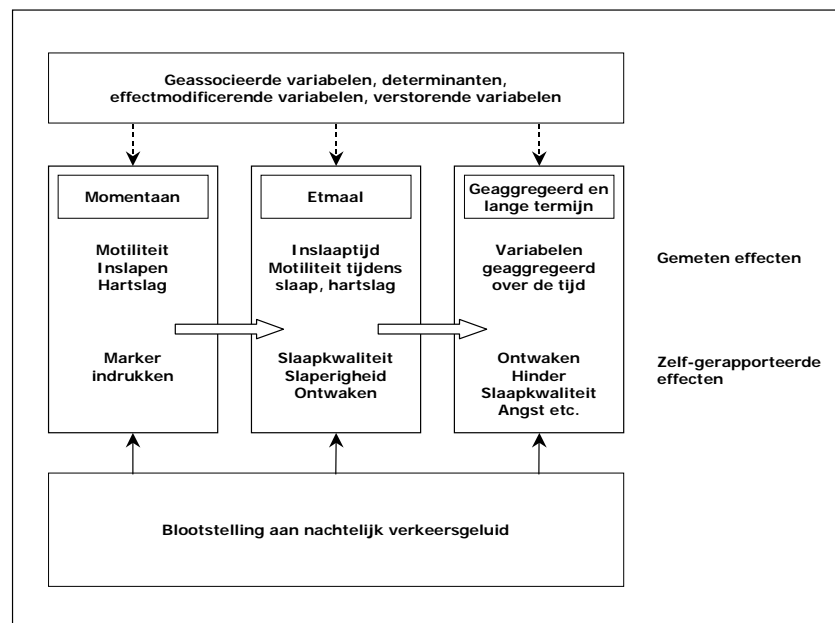 Geassocieerde variabelen, determinanten,
effectmodificerende variabelen, verstorende variabelen
Momentaan
Motiliteit
Inslapen
Hartslag
Marker
indrukken
Etmaal
Inslaaptijd
Motiliteit tijdens
slaap, hartslag
Slaapkwaliteit
Slaperigheid
Ontwaken
Geaggregeerd en
lange termijn
Variabelen
geaggregeerd
over de tijd
Ontwaken
Hinder
Slaapkwaliteit
Angst etc.
Gemeten effecten
Zelf-gerapporteerde
effecten
Blootstelling aan nachtelijk verkeersgeluid